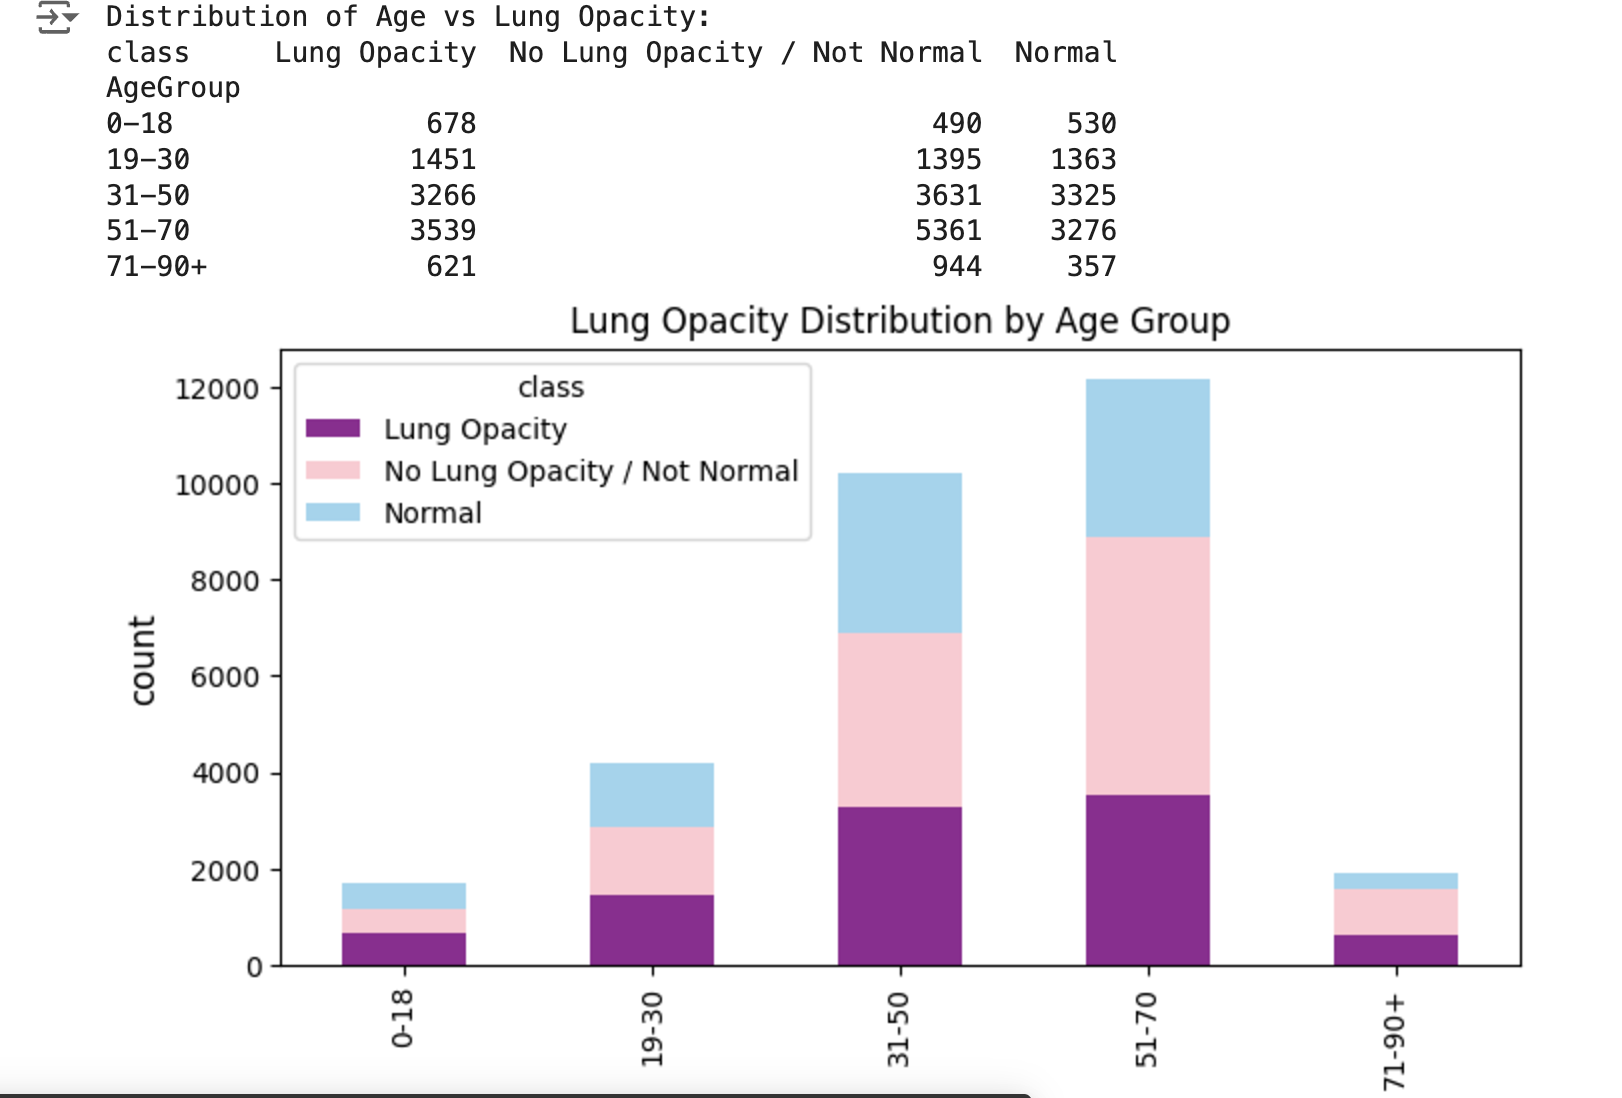 Distribution of Age vs Lung Opacity:
class Lung Opacity No Lung Opacity / Not Normal Normal
AgeGroup
0-18 678 490 530
19-30 1451 1395 1363
31-50 3266 3631 3325
51-70 3539 5361 3276
71-90+ 621 944 357
Lung Opacity Distribution by Age Group
class
Lung Opacity
No Lung Opacity / Not Normal
Normal
12000
10000
8000
6000
4000
2000
0
count
0-18
19-30
31-50
51-70
71-90+